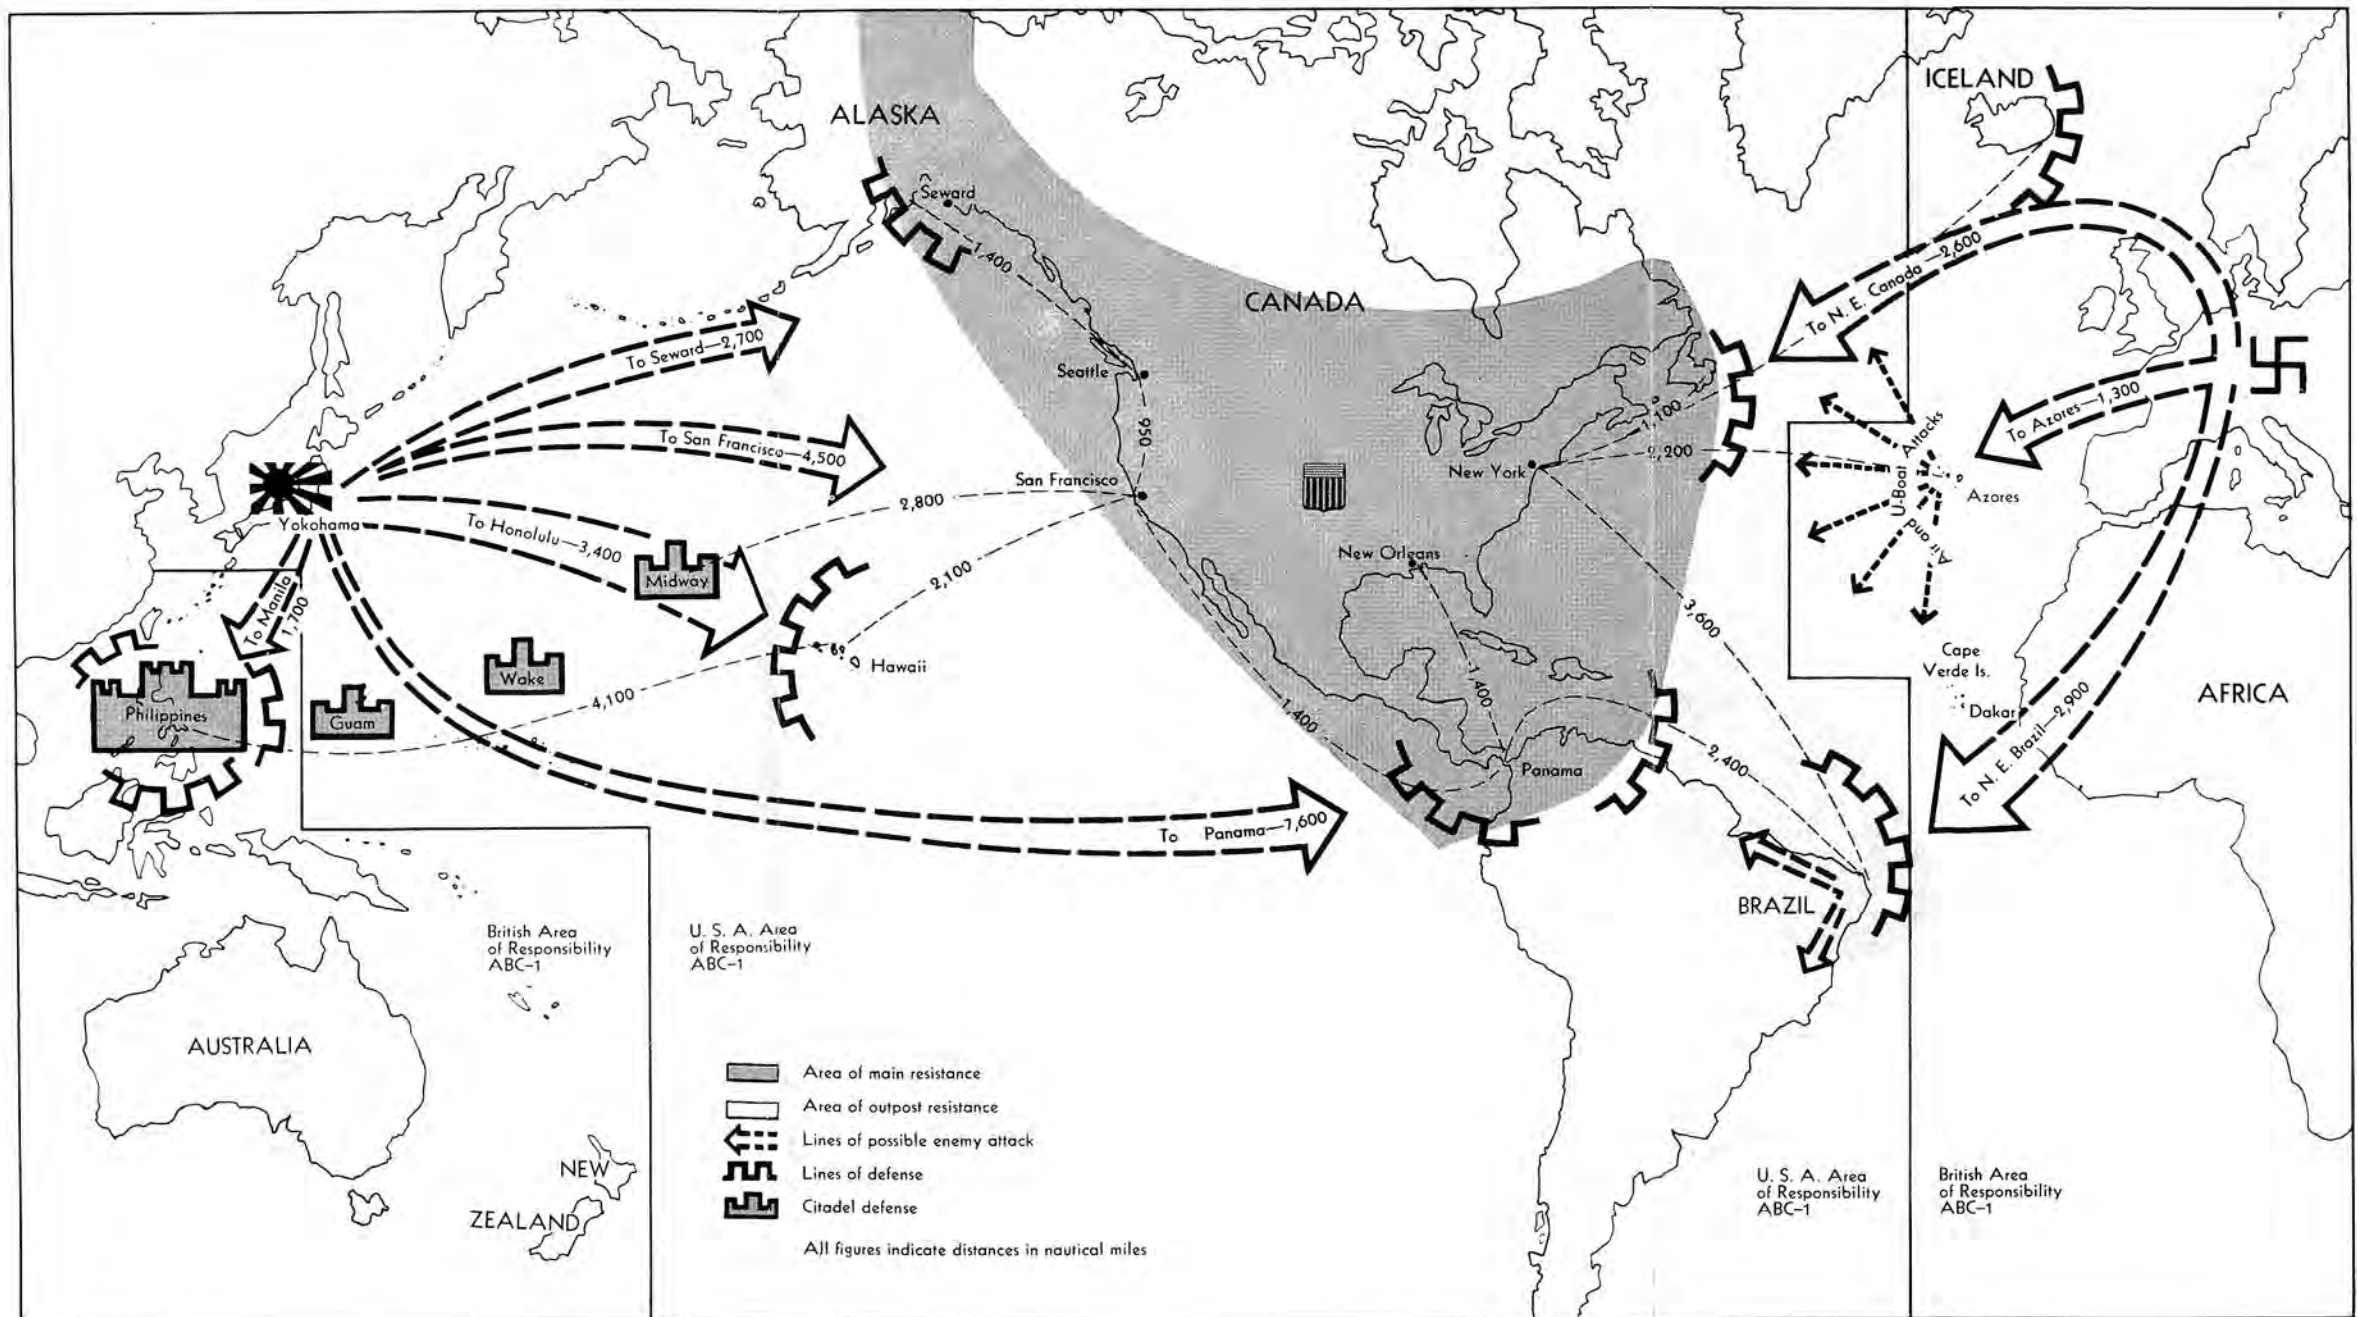 ICELAND
ALASKA
Seward
1,400
To N. E. Canada—2,600
CANADA
To Seward—2,700
Seattle
1,100
To Azores—1,300
950
To San Francisco—4,500
2,200
New York
San Francisco
U-Boat Attacks
Air and
Azores
2,800
Yokohama
To Honolulu—3,400
New Orleans
Midway
2,100
To Manila
1,700
3,600
Hawaii
Cape
Verde Is.
Wake
4,100
1,400
1,400
AFRICA
Philippines
Guam
Dakar
To N. E. Brazil—2,900
2,400
Panama
To Panama—7,600
BRAZIL
British Area
of Responsibility
ABC-1
U. S. A. Area
of Responsibility
ABC-1
AUSTRALIA
Area of main resistance
Area of outpost resistance
Lines of possible enemy attack
Lines of defense
Citadel defense
All figures indicate distances in nautical miles
NEW
ZEALAND
U. S. A. Area
of Responsibility
ABC-1
British Area
of Responsibility
ABC-1